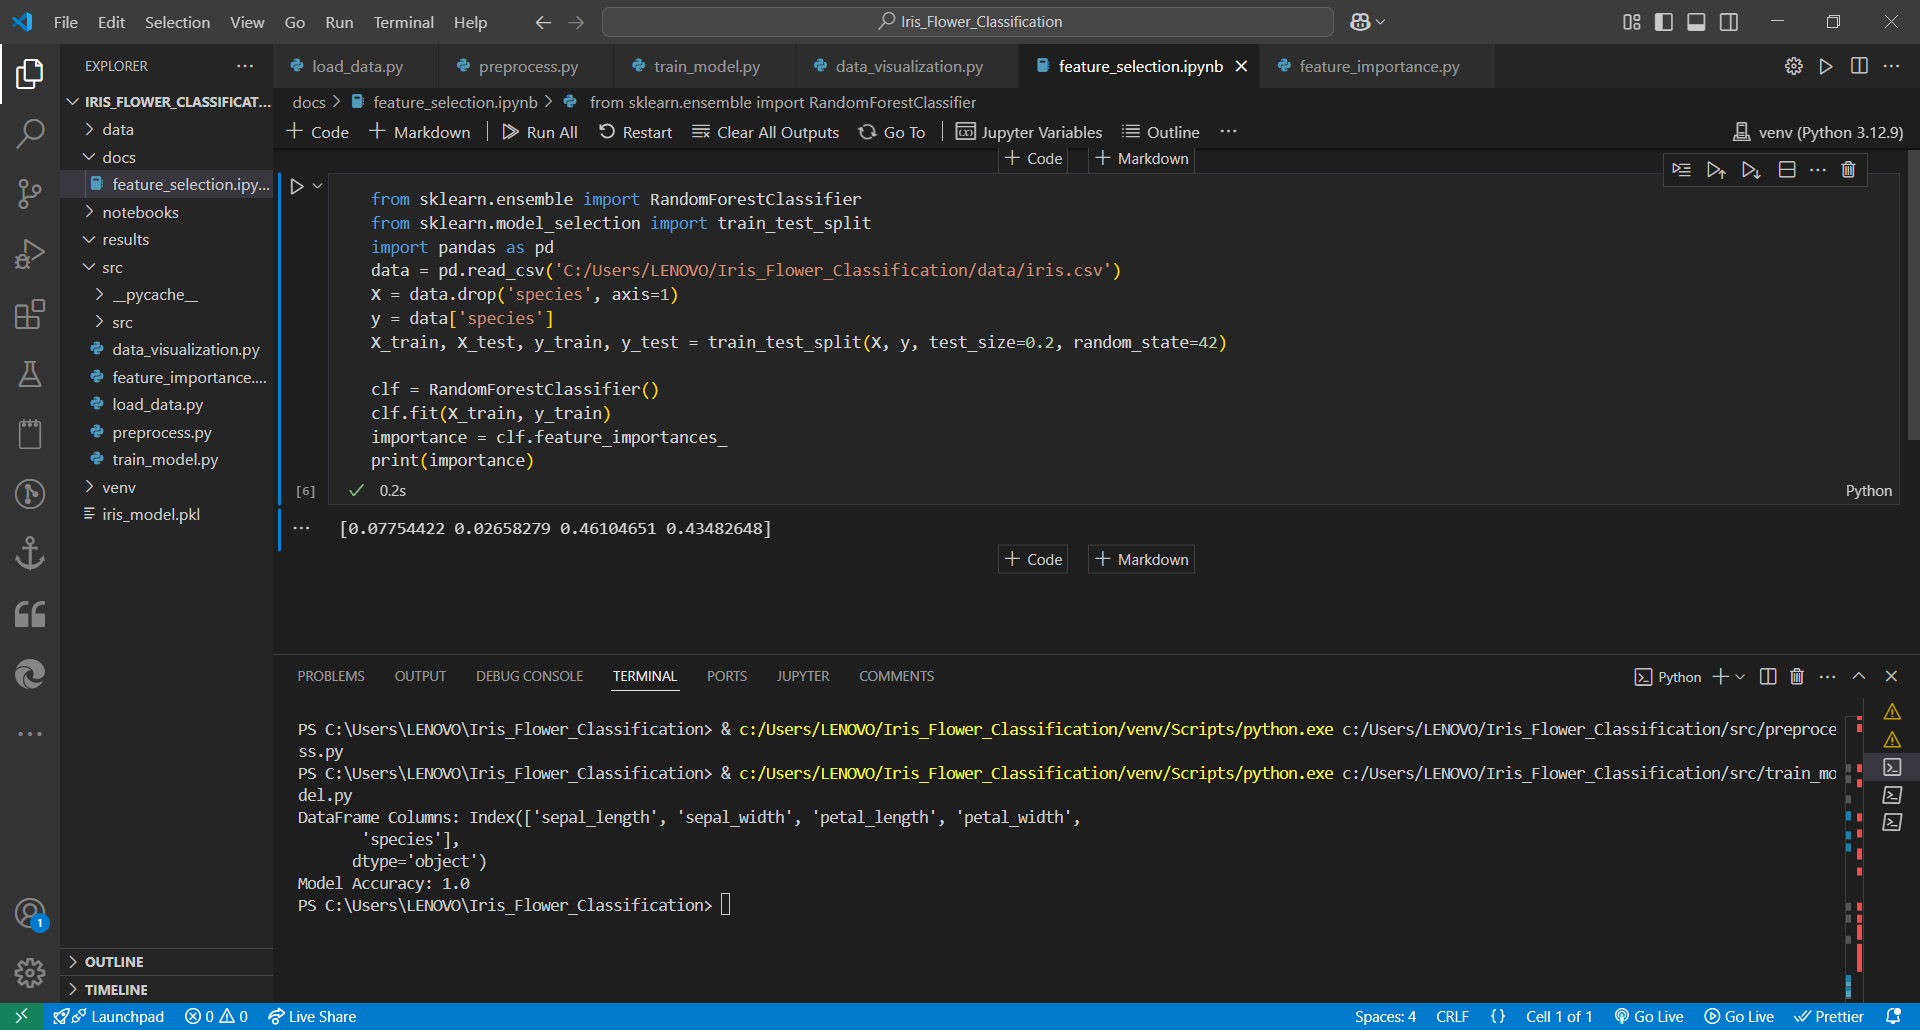 File Edit Selection View Go Run Terminal Help
Iris_Flower_Classification
EXPLORER
load_data.py
preprocess.py
train_model.py
data_visualization.py
feature_selection.ipynb
feature_importance.py
IRIS_FLOWER_CLASSIFICAT...
data
docs
feature_selection.ipy...
notebooks
results
src
__pycache__
src
data_visualization.py
feature_importance....
load_data.py
preprocess.py
train_model.py
venv
iris_model.pkl
OUTLINE
TIMELINE
docs > feature_selection.ipynb > from sklearn.ensemble import RandomForestClassifier
+ Code + Markdown Run All Restart Clear All Outputs Go To Jupyter Variables Outline ... venv (Python 3.12.9)
+ Code + Markdown
from sklearn.ensemble import RandomForestClassifier
from sklearn.model_selection import train_test_split
import pandas as pd
data = pd.read_csv('C:/Users/LENOVO/Iris_Flower_Classification/data/iris.csv')
X = data.drop('species', axis=1)
y = data['species']
X_train, X_test, y_train, y_test = train_test_split(X, y, test_size=0.2, random_state=42)
clf = RandomForestClassifier()
clf.fit(X_train, y_train)
importance = clf.feature_importances_
print(importance)
[6] 0.2s Python
[0.07754422 0.02658279 0.46104651 0.43482648]
+ Code + Markdown
PROBLEMS OUTPUT DEBUG CONSOLE TERMINAL PORTS JUPYTER COMMENTS Python
PS C:\Users\LENOVO\Iris_Flower_Classification> & c:/Users/LENOVO/Iris_Flower_Classification/venv/Scripts/python.exe c:/Users/LENOVO/Iris_Flower_Classification/src/preproce
ss.py
PS C:\Users\LENOVO\Iris_Flower_Classification> & c:/Users/LENOVO/Iris_Flower_Classification/venv/Scripts/python.exe c:/Users/LENOVO/Iris_Flower_Classification/src/train_mo
del.py
DataFrame Columns: Index(['sepal_length', 'sepal_width', 'petal_length', 'petal_width',
'species'],
dtype='object')
Model Accuracy: 1.0
PS C:\Users\LENOVO\Iris_Flower_Classification>
1
Launchpad 0 0 Live Share Spaces: 4 CRLF {} Cell 1 of 1 Go Live Go Live Prettier